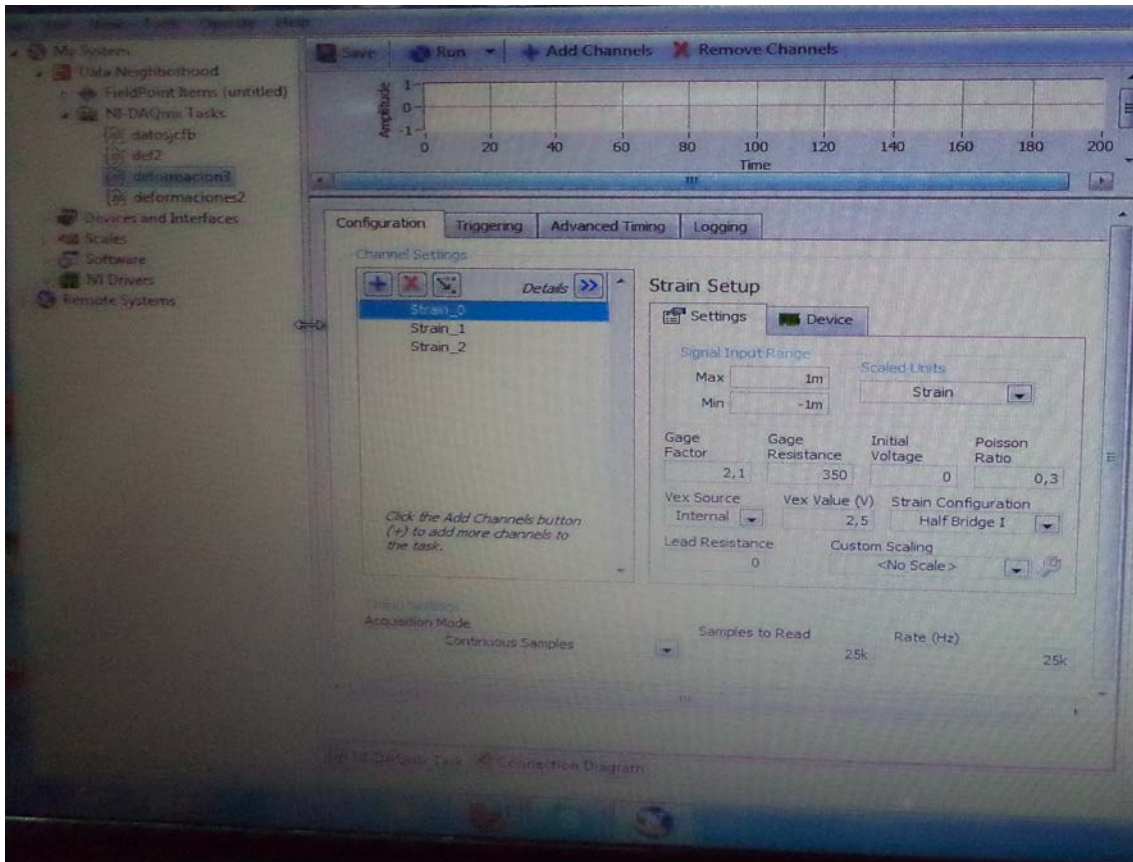 Tools Operate Help
My System
Data Neighborhood
FieldPoint Items (untitled)
NI-DAQmx Tasks
datosjcfb
def2
deformacion3
deformaciones2
Devices and Interfaces
Scales
Software
NI Drivers
Remote Systems
Save Run Add Channels Remove Channels
Amplitude
1
0
-1
0 20 40 60 80 100 120 140 160 180 200
Time
Configuration Triggering Advanced Timing Logging
Channel Settings
Details
Strain_0
Strain_1
Strain_2
Click the Add Channels button
(+) to add more channels to
the task.
Strain Setup
Settings Device
Signal Input Range
Max 1m
Min -1m
Scaled Units
Strain
Gage Factor
2,1
Gage Resistance
350
Initial Voltage
0
Poisson Ratio
0,3
Vex Source
Internal
Vex Value (V)
2,5
Strain Configuration
Half Bridge I
Lead Resistance
0
Custom Scaling
<No Scale>
Timing Settings
Acquisition Mode
Continuous Samples
Samples to Read
25k
Rate (Hz)
25k
NI-DAQmx Task Connection Diagram